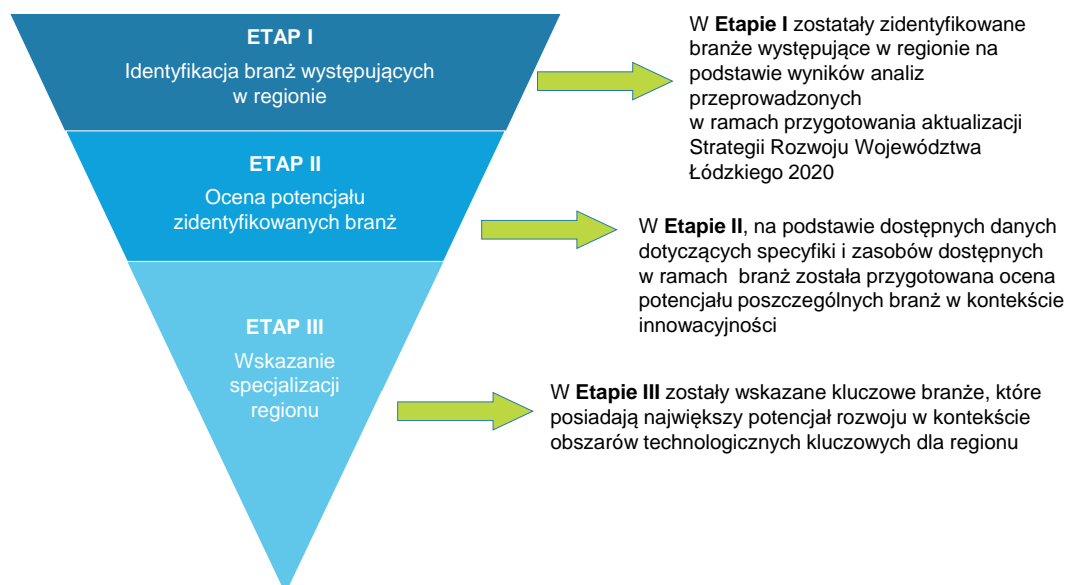 ETAP I
Identyfikacja branż występujących
w regionie
W Etapie I zostatały zidentyfikowane
branże występujące w regionie na
podstawie wyników analiz
przeprowadzonych
w ramach przygotowania aktualizacji
Strategii Rozwoju Województwa
Łódzkiego 2020
ETAP II
Ocena potencjału
zidentyfikowanych branż
W Etapie II, na podstawie dostępnych danych
dotyczących specyfiki i zasobów dostępnych
w ramach branż została przygotowana ocena
potencjału poszczególnych branż w kontekście
innowacyjności
ETAP III
Wskazanie
specjalizacji
regionu
W Etapie III zostały wskazane kluczowe branże, które
posiadają największy potencjał rozwoju w kontekście
obszarów technologicznych kluczowych dla regionu